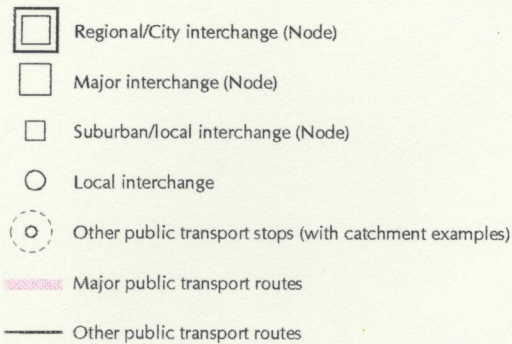 Regional/City interchange (Node)
Major interchange (Node)
Suburban/local interchange (Node)
Local interchange
Other public transport stops (with catchment examples)
Major public transport routes
Other public transport routes